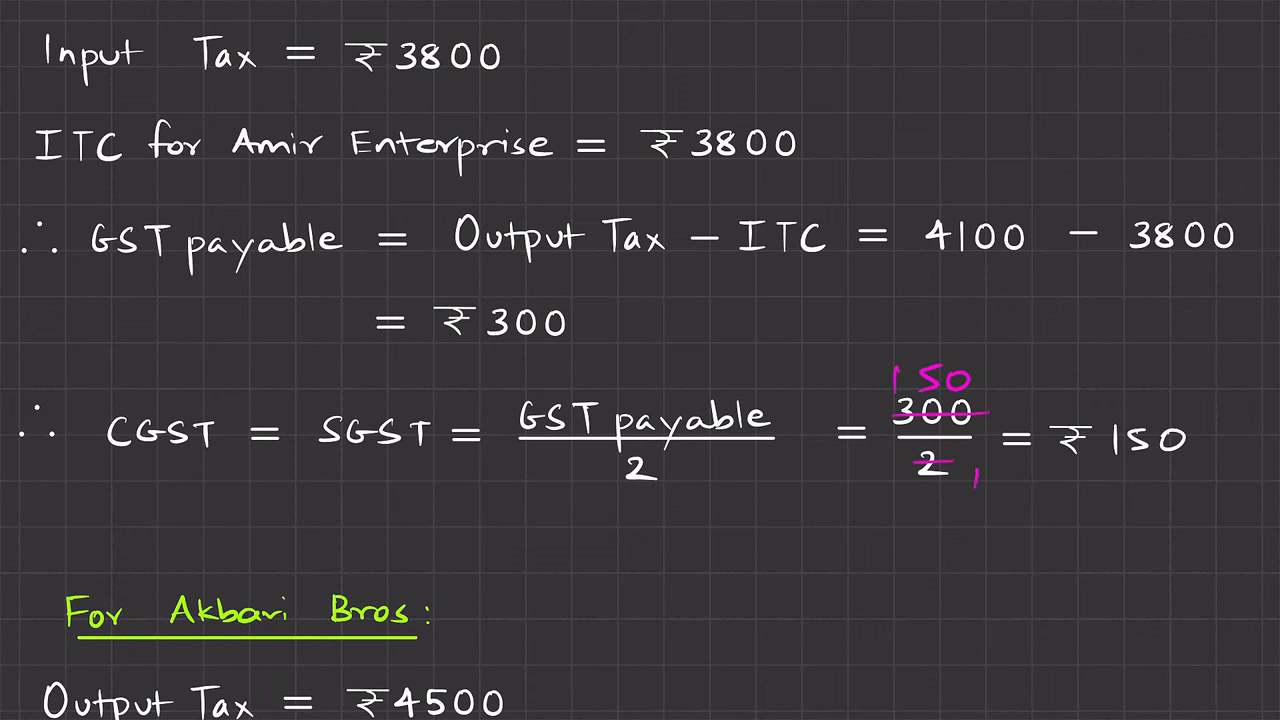 Input Tax = ₹3800
ITC for Amir Enterprise = ₹3800
∴ GST payable = Output Tax - ITC = 4100 - 3800
= ₹300
∴ CGST = SGST = GST payable / 2 = 300 / 2 = ₹150
150
1
For Akbari Bros:
Output Tax = ₹4500